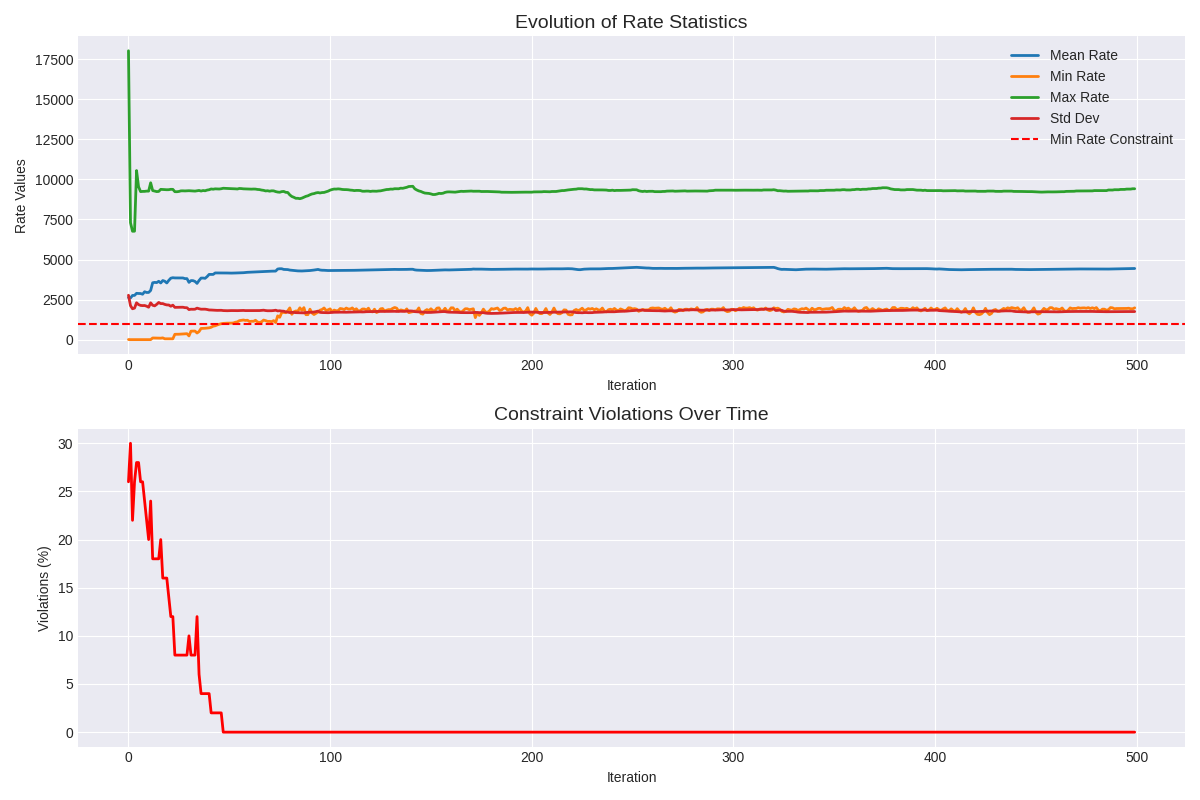 Evolution of Rate Statistics
17500
15000
12500
10000
7500
5000
2500
0
Rate Values
Mean Rate
Min Rate
Max Rate
Std Dev
Min Rate Constraint
0 100 200 300 400 500
Iteration
Constraint Violations Over Time
30
25
20
15
10
5
0
Violations (%)
0 100 200 300 400 500
Iteration